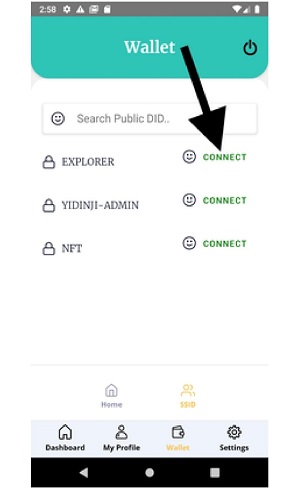 2:58
Wallet
Search Public DID..
EXPLORER CONNECT
YIDINJI-ADMIN CONNECT
NFT CONNECT
Home SSID
Dashboard My Profile Wallet Settings